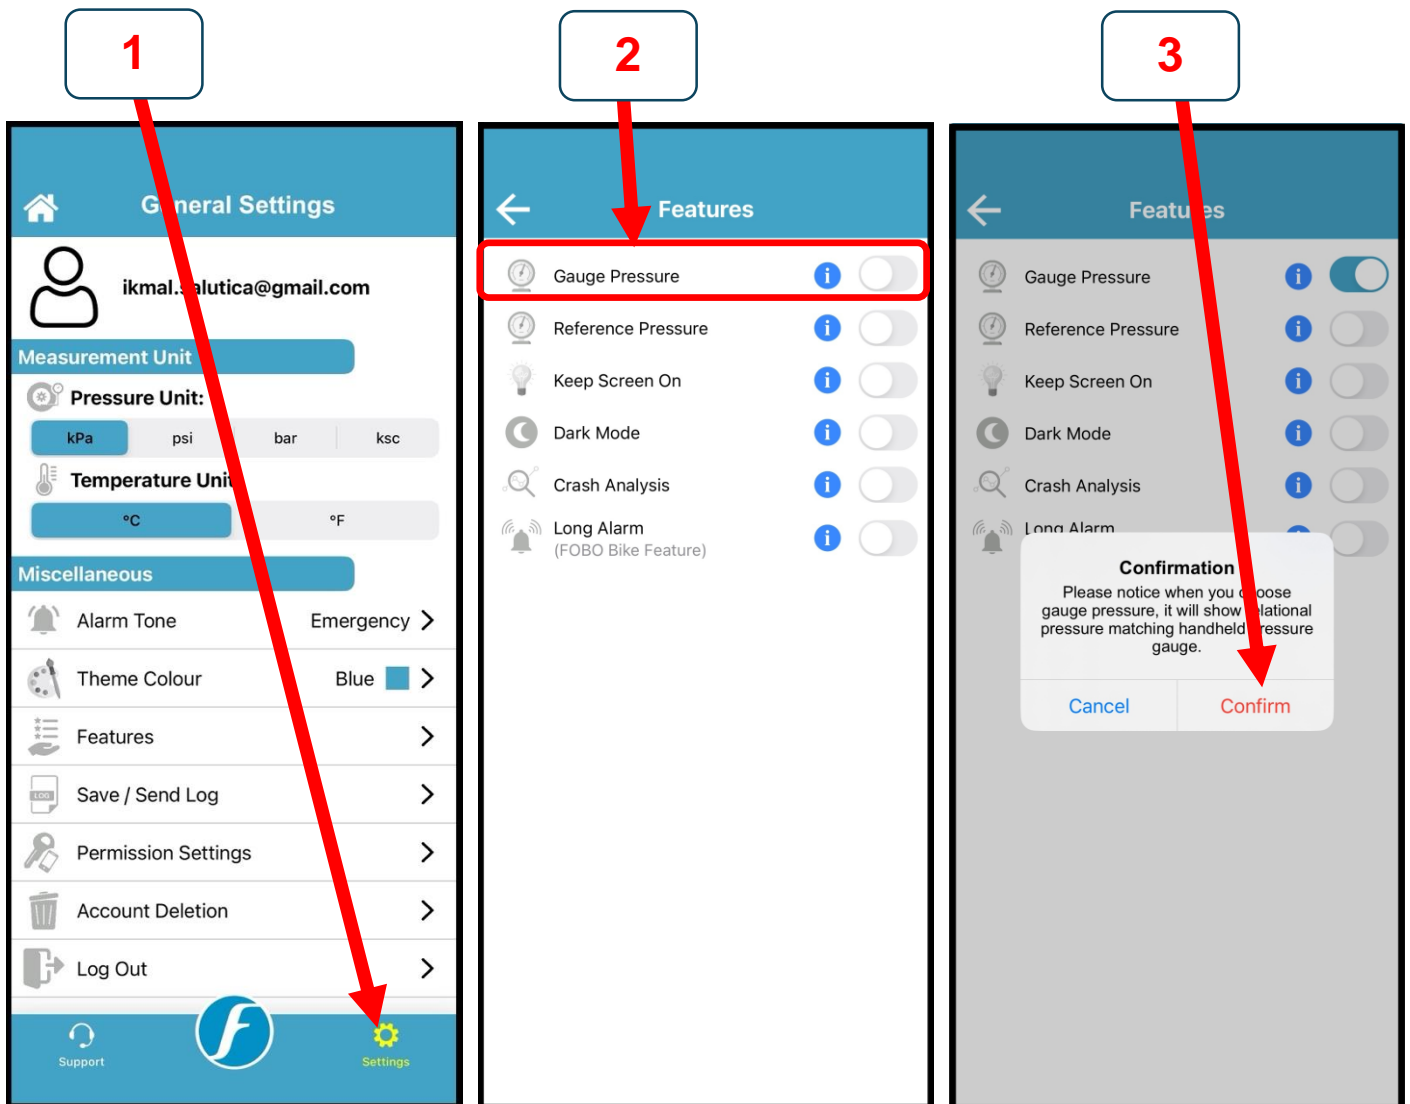 1
2
3
General Settings
ikmal.salutica@gmail.com
Measurement Unit
Pressure Unit:
kPa psi bar ksc
Temperature Unit
°C °F
Miscellaneous
Alarm Tone Emergency
Theme Colour Blue
Features
LOG
Save / Send Log
Permission Settings
Account Deletion
Log Out
Support
f
Settings
Features
Gauge Pressure i
Reference Pressure i
Keep Screen On i
Dark Mode i
Crash Analysis i
Long Alarm i
(FOBO Bike Feature)
Features
Gauge Pressure i
Reference Pressure i
Keep Screen On i
Dark Mode i
Crash Analysis i
Long Alarm
Confirmation
Please notice when you choose
gauge pressure, it will show relational
pressure matching handheld pressure
gauge.
Cancel Confirm